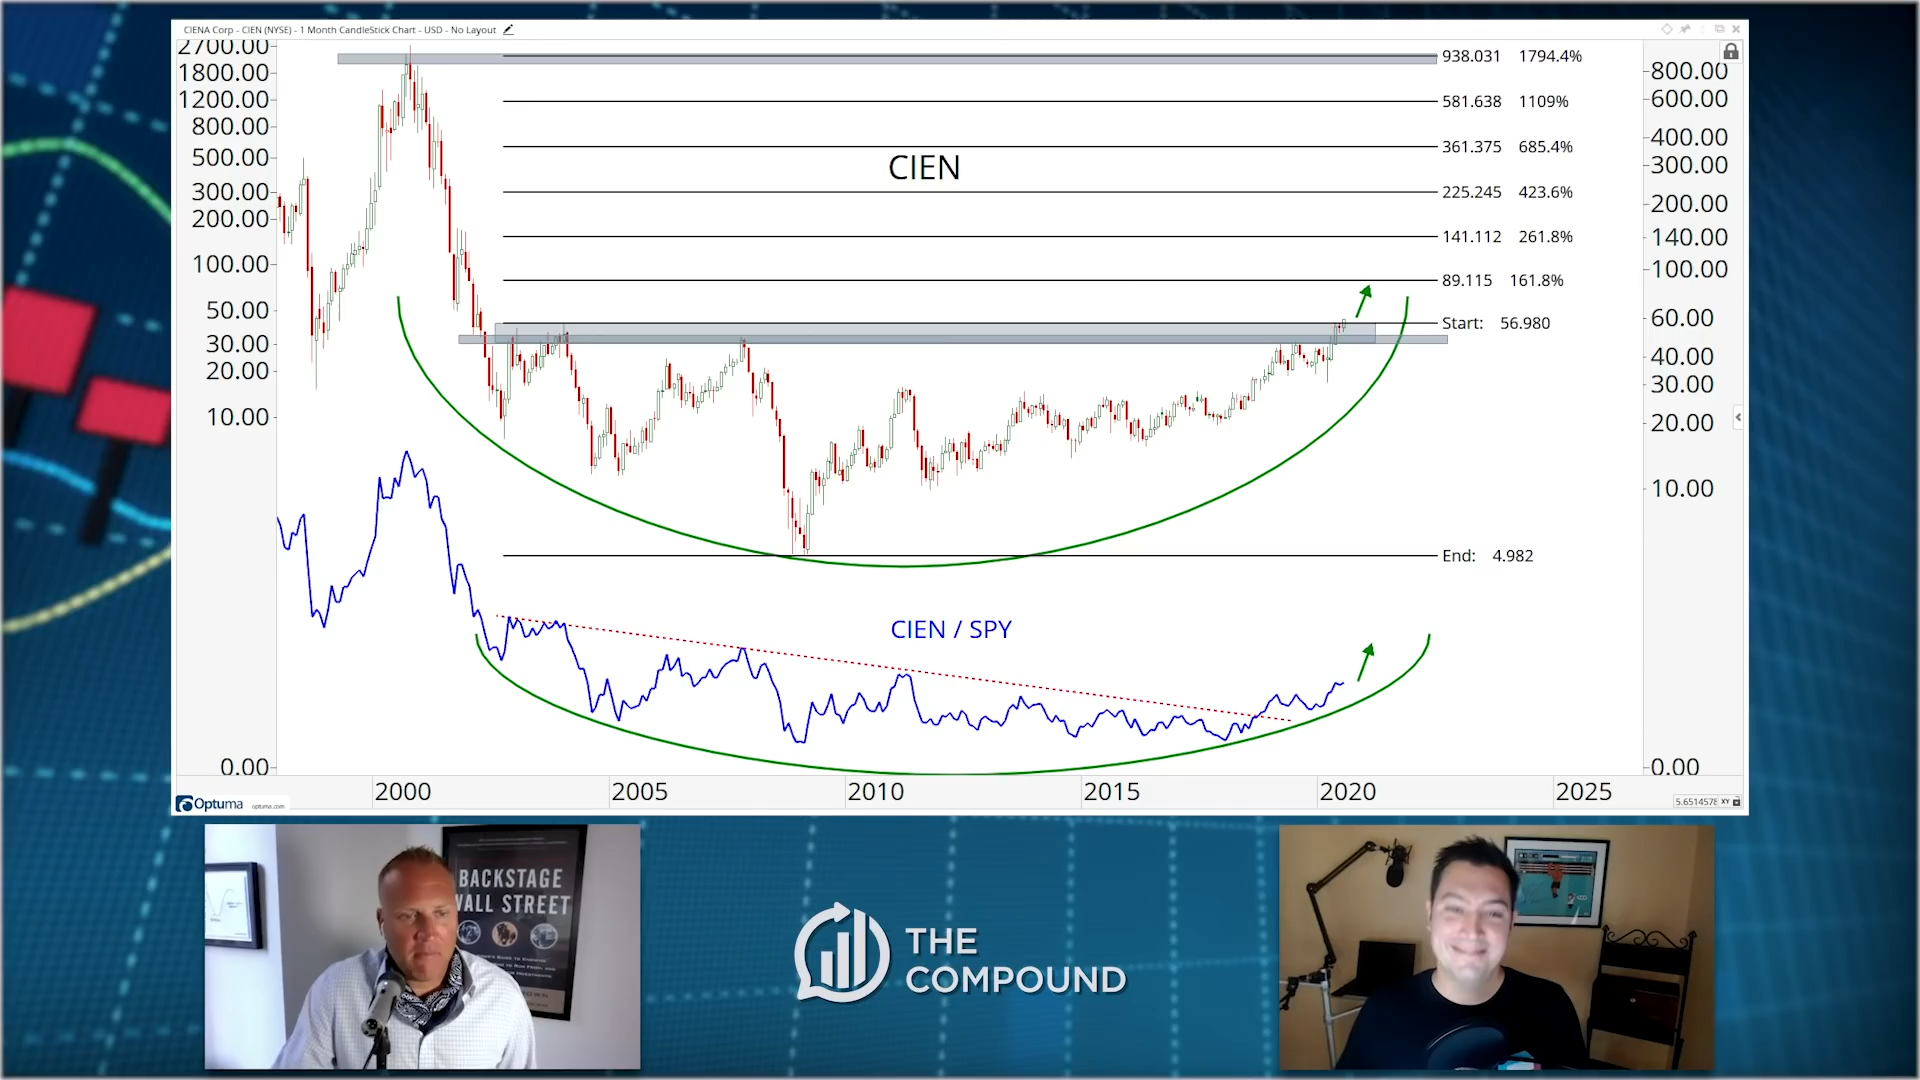 CIENA Corp - CIEN (NYSE) - 1 Month CandleStick Chart - USD - No Layout
2700.00
1800.00
1200.00
800.00
500.00
300.00
200.00
100.00
50.00
30.00
20.00
10.00
0.00
CIEN
938.031 1794.4%
581.638 1109%
361.375 685.4%
225.245 423.6%
141.112 261.8%
89.115 161.8%
Start: 56.980
End: 4.982
CIEN / SPY
800.00
600.00
400.00
300.00
200.00
140.00
100.00
60.00
40.00
30.00
20.00
10.00
0.00
2000 2005 2010 2015 2020 2025
Optuma optuma.com
5.6514578 XY
BACKSTAGE
WALL STREET
THE
COMPOUND